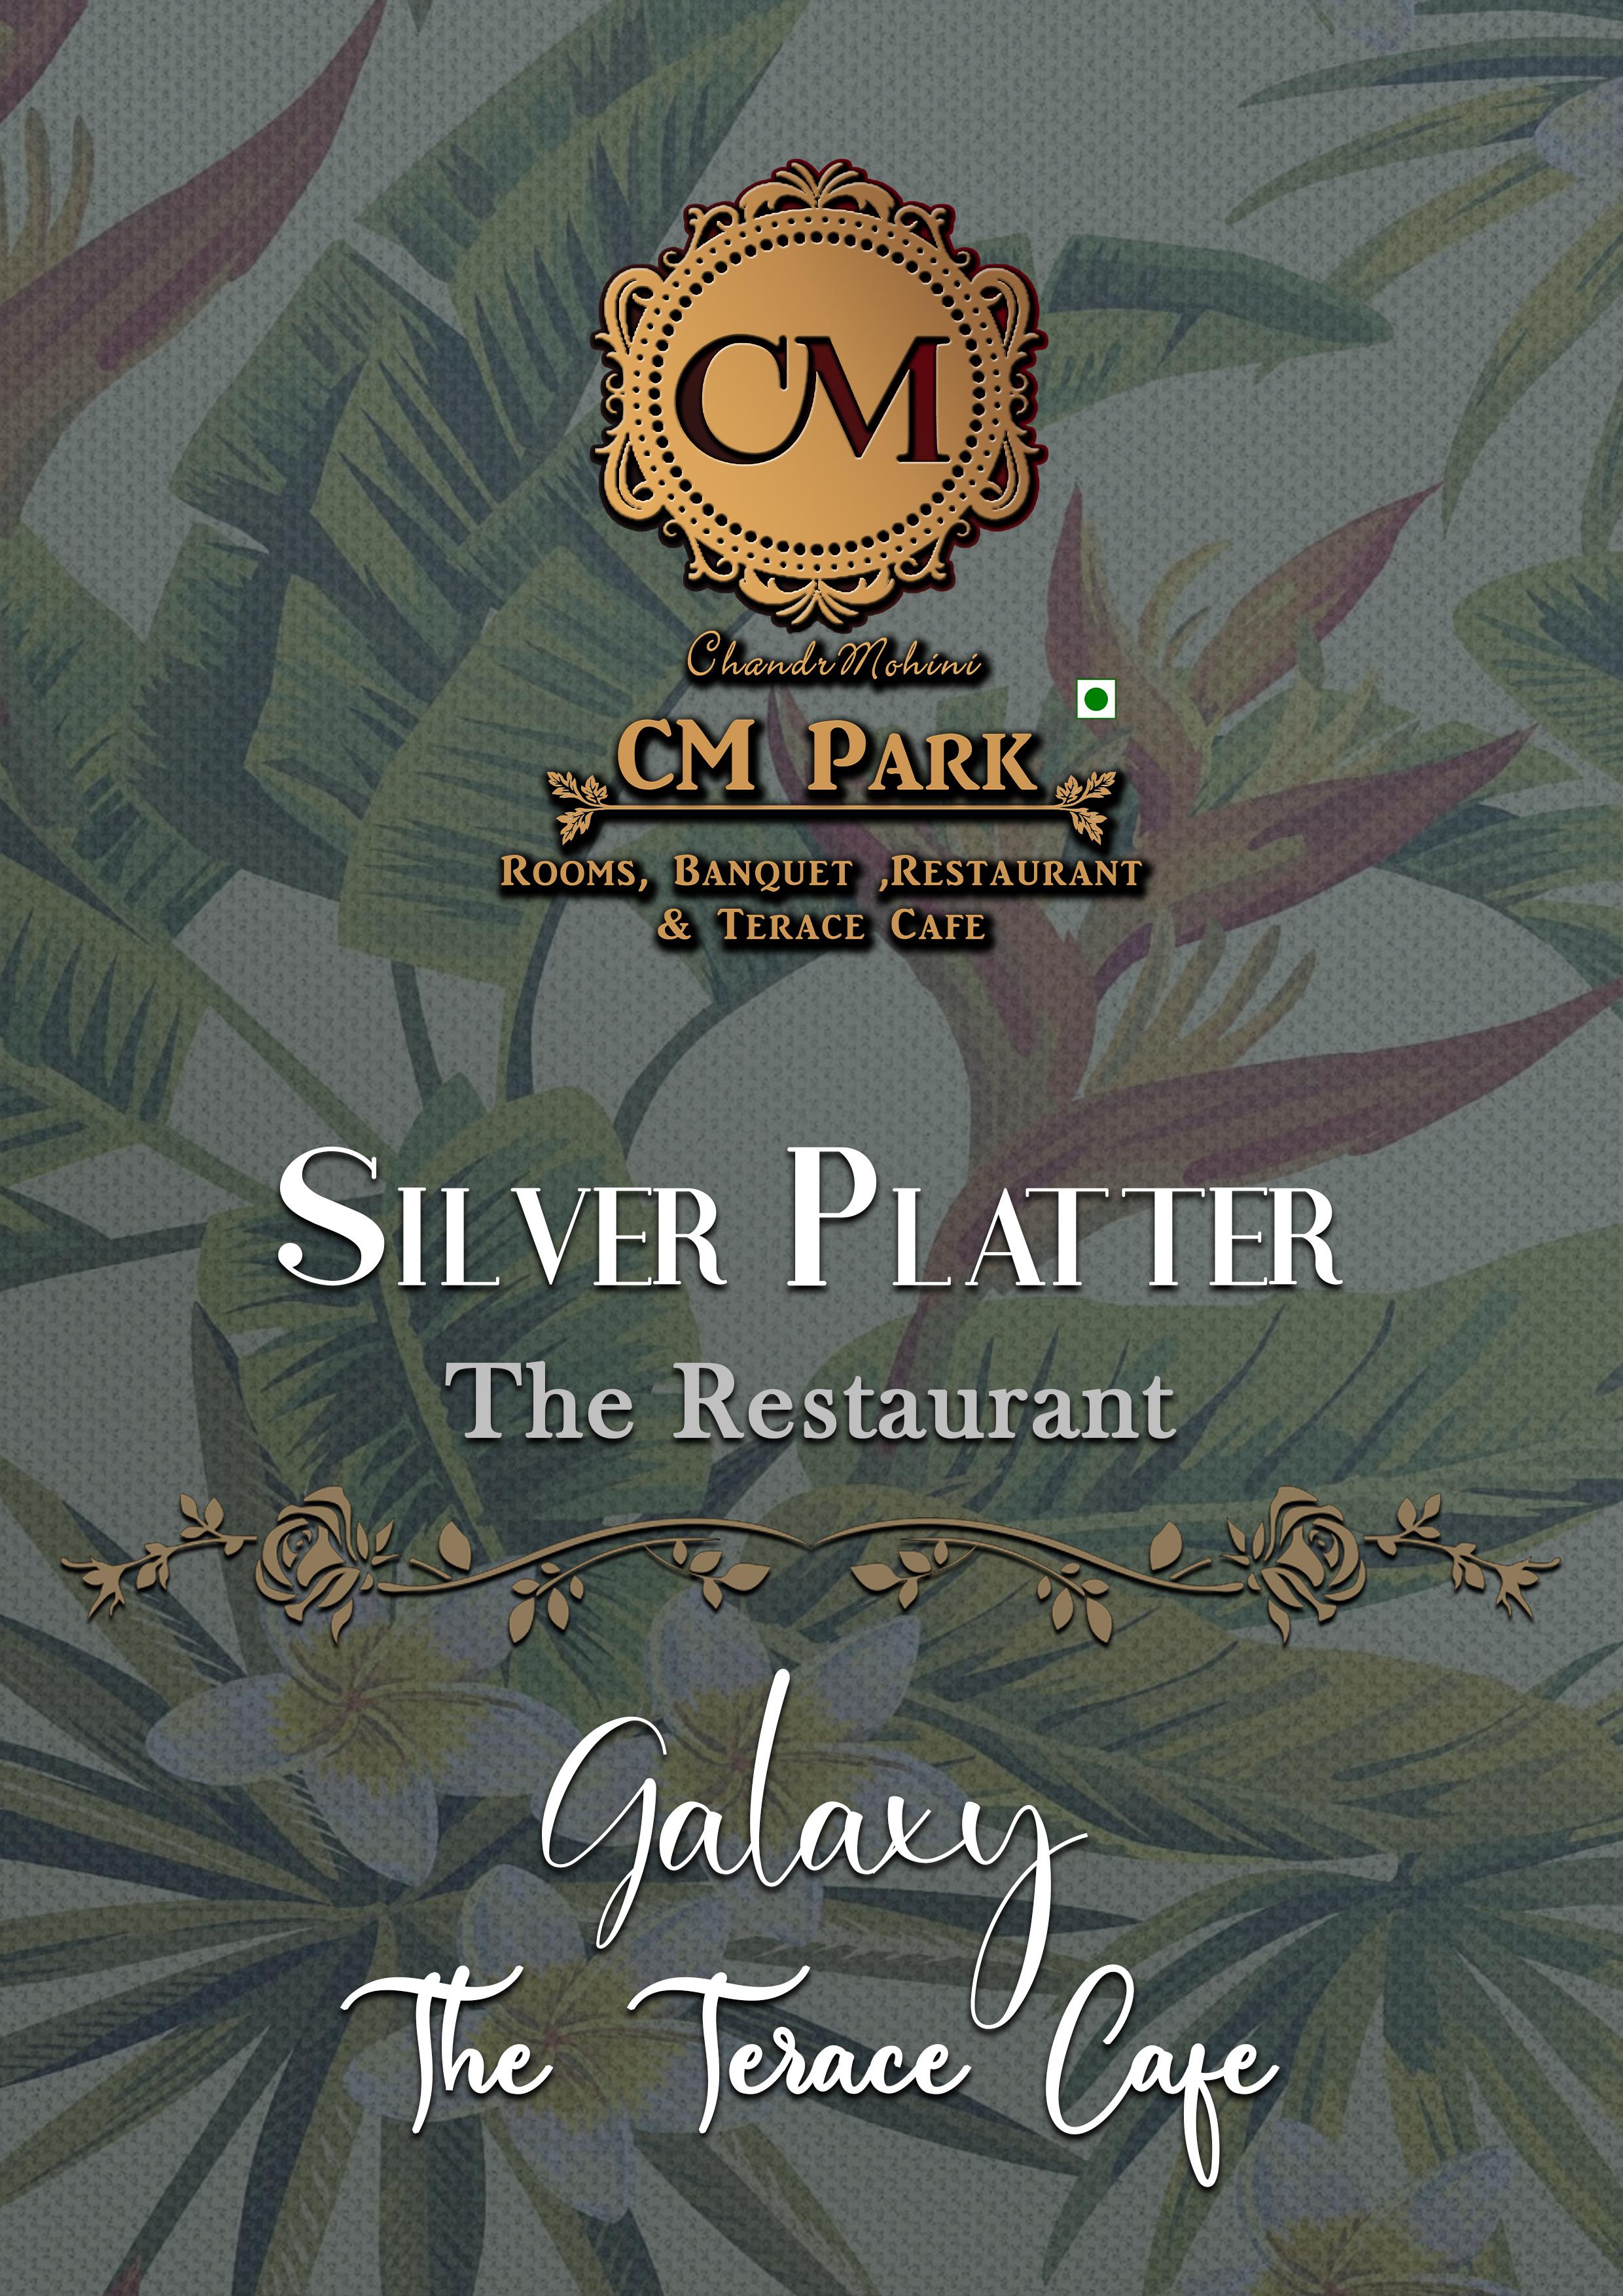 CM
ChandrMohini
CM Park
Rooms, Banquet ,Restaurant
& Terace Cafe
Silver Platter
The Restaurant
Galaxy
The Terace Cafe